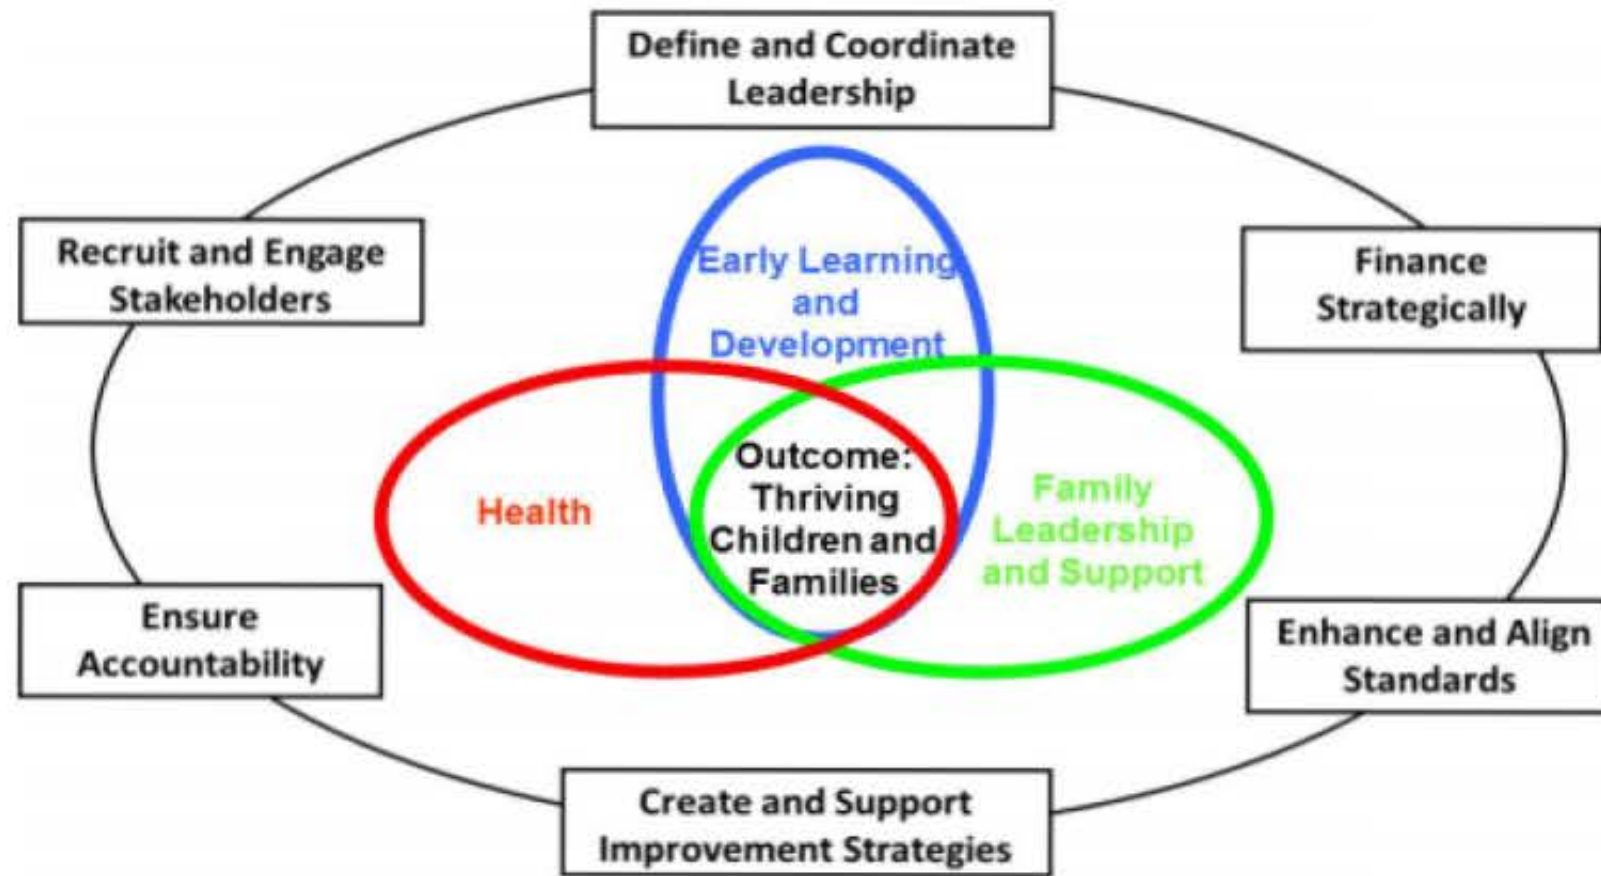 Define and Coordinate
Leadership
Recruit and Engage
Stakeholders
Finance
Strategically
Early Learning
and
Development
Health
Outcome:
Thriving
Children and
Families
Family
Leadership
and Support
Ensure
Accountability
Enhance and Align
Standards
Create and Support
Improvement Strategies